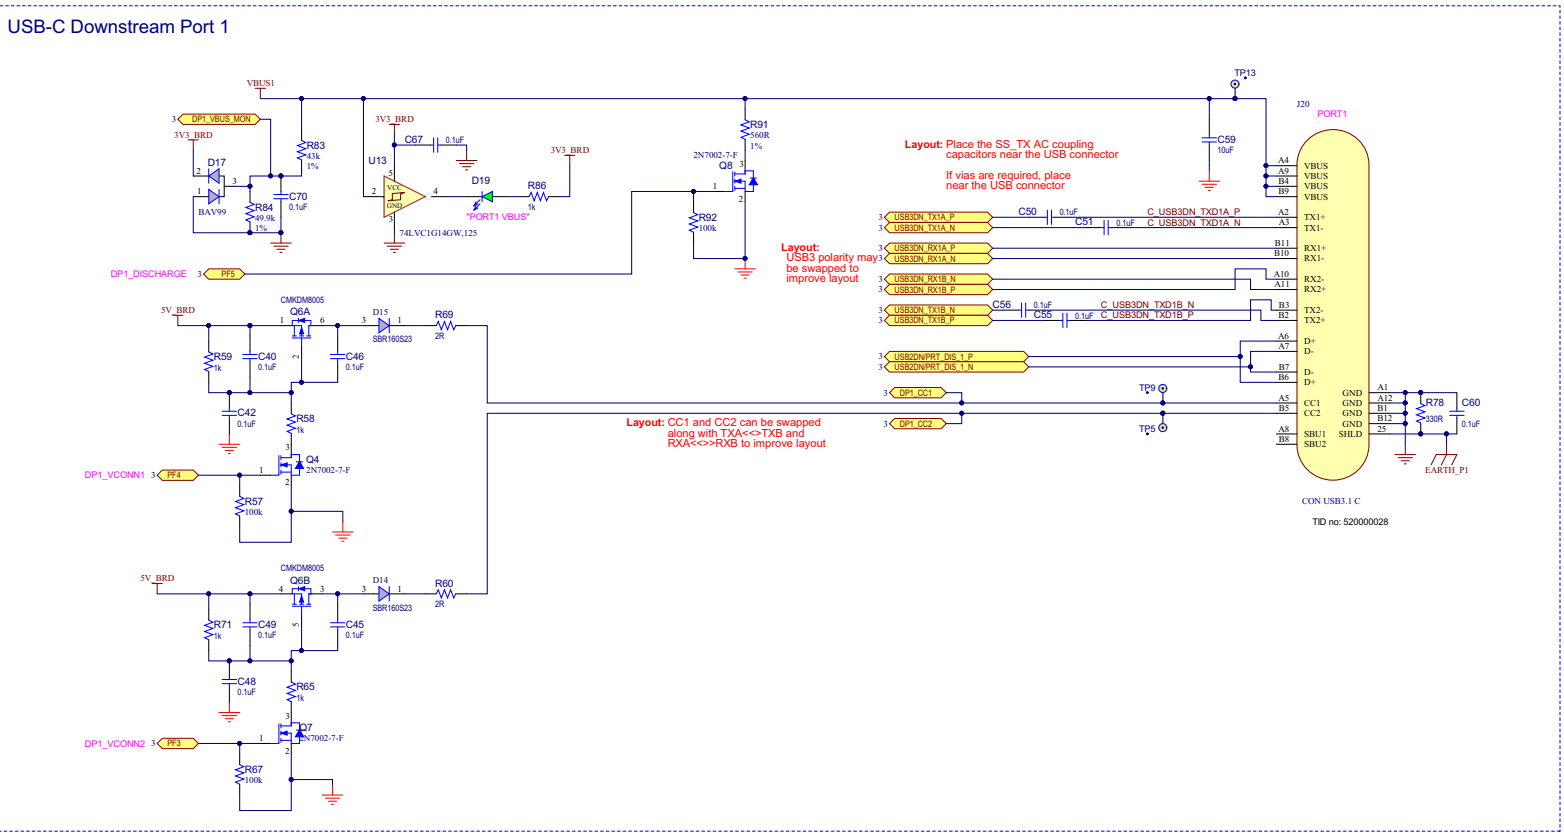 USB-C Downstream Port 1
VBUS1
TP13
3 DP1_VBUS_MON
3V3_BRD
D17
2
1
3
BAV99
R83
43k
1%
R84
49.9k
1%
C70
0.1uF
3V3_BRD
C67 0.1uF
U13
5
VCC
GND
2
4
3
74LVC1G14GW,125
D19
"PORT1 VBUS"
R86
1k
3V3_BRD
R91
560R
1%
2N7002-7-F
Q8
3
1
2
R92
100k
DP1_DISCHARGE 3 PF5
C59
10uF
Layout: Place the SS_TX AC coupling
capacitors near the USB connector
If vias are required, place
near the USB connector
Layout:
USB3 polarity may
be swapped to
improve layout
3 USB3DN_TX1A_P
3 USB3DN_TX1A_N
3 USB3DN_RX1A_P
3 USB3DN_RX1A_N
3 USB3DN_RX1B_N
3 USB3DN_RX1B_P
3 USB3DN_TX1B_N
3 USB3DN_TX1B_P
3 USB2DN/PRT_DIS_1_P
3 USB2DN/PRT_DIS_1_N
3 DP1_CC1
3 DP1_CC2
C50 0.1uF C_USB3DN_TXD1A_P
C51 0.1uF C_USB3DN_TXD1A_N
C56 0.1uF C_USB3DN_TXD1B_N
C55 0.1uF C_USB3DN_TXD1B_P
TP9
TP5
J20
PORT1
A4 VBUS
A9 VBUS
B4 VBUS
B9 VBUS
A2 TX1+
A3 TX1-
B11 RX1+
B10 RX1-
A10 RX2-
A11 RX2+
B3 TX2-
B2 TX2+
A6 D+
A7 D-
B7 D-
B6 D+
A5 CC1
B5 CC2
A8 SBU1
B8 SBU2
GND A1
GND A12
GND B1
GND B12
SHLD 25
R78
330R
C60
0.1uF
EARTH_P1
CON USB3.1 C
TID no: 520000028
Layout: CC1 and CC2 can be swapped
along with TXA<<>TXB and
RXA<<>>RXB to improve layout
5V_BRD
CMKDM8005
Q6A
1
6
2
D15
3
1
SBR160S23
R69
2R
R59
1k
C40
0.1uF
C46
0.1uF
C42
0.1uF
R58
1k
3
Q4
2N7002-7-F
1
2
DP1_VCONN1 3 PF4
R57
100k
5V_BRD
CMKDM8005
Q6B
4
3
5
D14
3
1
SBR160S23
R60
2R
R71
1k
C49
0.1uF
C45
0.1uF
C48
0.1uF
R65
1k
3
Q7
2N7002-7-F
1
2
DP1_VCONN2 3 PF3
R67
100k